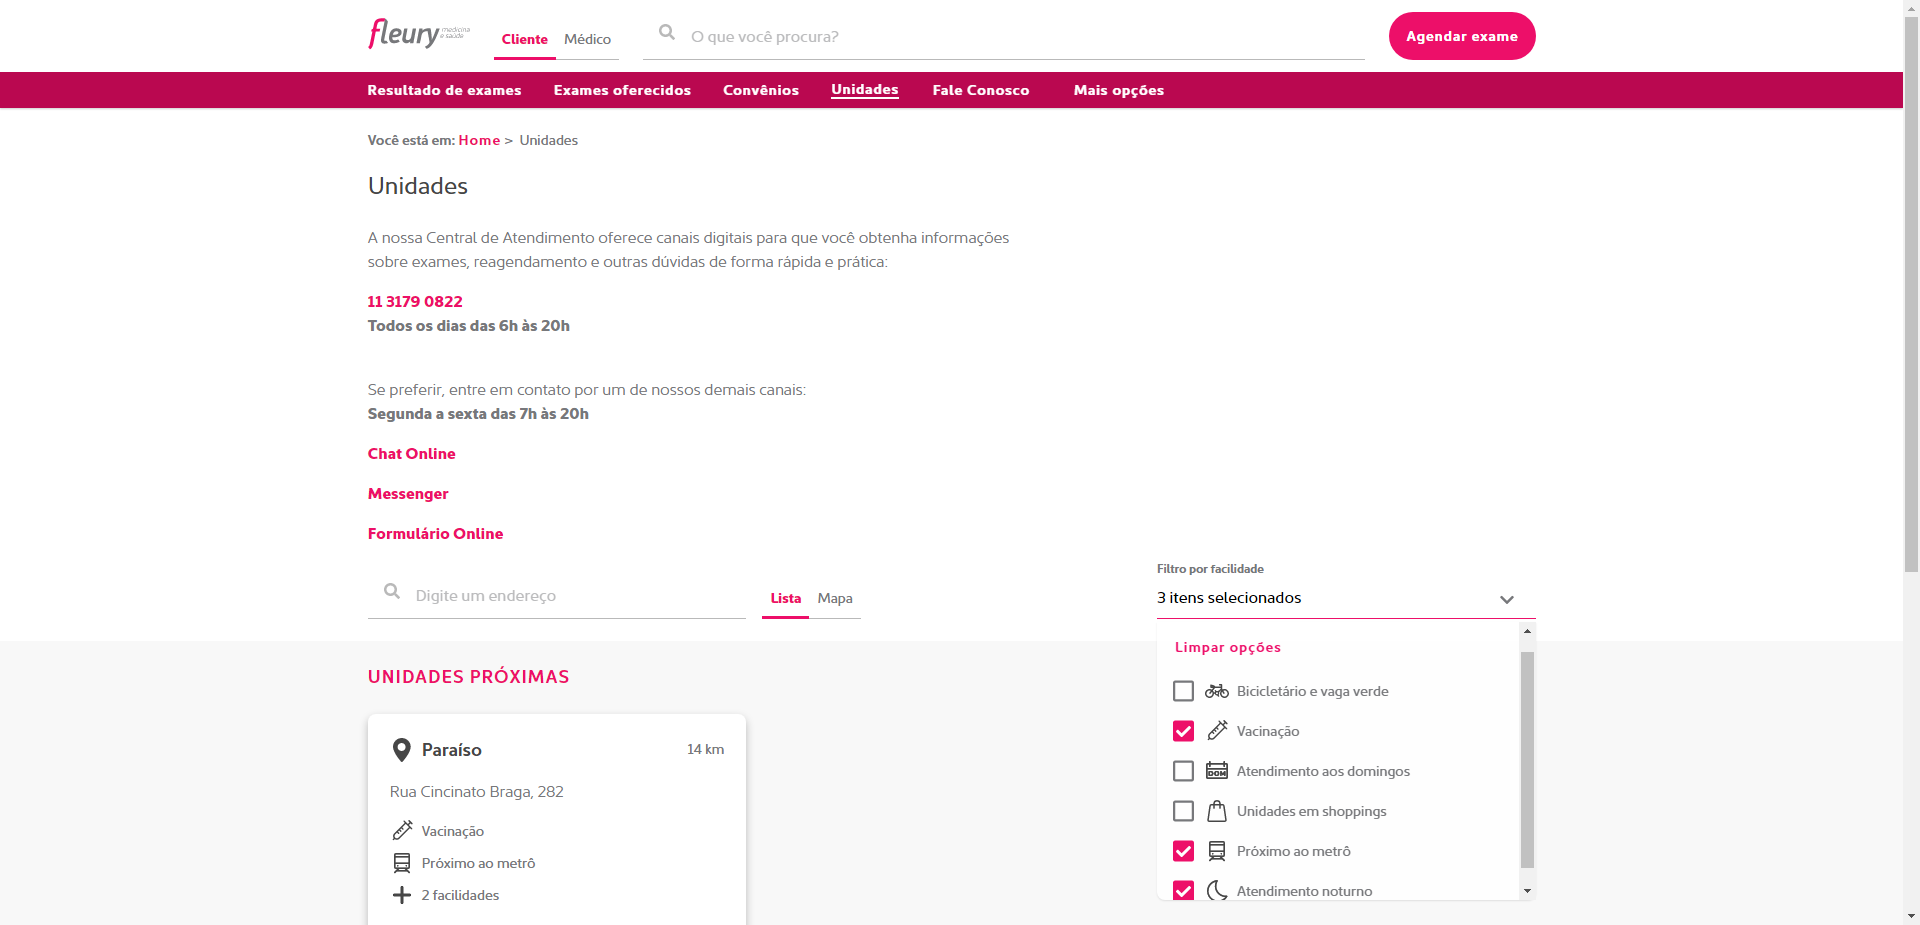 fleury medicina e saúde
Cliente
Médico
O que você procura?
Agendar exame
Resultado de exames
Exames oferecidos
Convênios
Unidades
Fale Conosco
Mais opções
Você está em: Home > Unidades
Unidades
A nossa Central de Atendimento oferece canais digitais para que você obtenha informações
sobre exames, reagendamento e outras dúvidas de forma rápida e prática:
11 3179 0822
Todos os dias das 6h às 20h
Se preferir, entre em contato por um de nossos demais canais:
Segunda a sexta das 7h às 20h
Chat Online
Messenger
Formulário Online
Digite um endereço
Lista
Mapa
Filtro por facilidade
3 itens selecionados
Limpar opções
Bicicletário e vaga verde
Vacinação
DOM
Atendimento aos domingos
Unidades em shoppings
Próximo ao metrô
Atendimento noturno
UNIDADES PRÓXIMAS
Paraíso
14 km
Rua Cincinato Braga, 282
Vacinação
Próximo ao metrô
2 facilidades